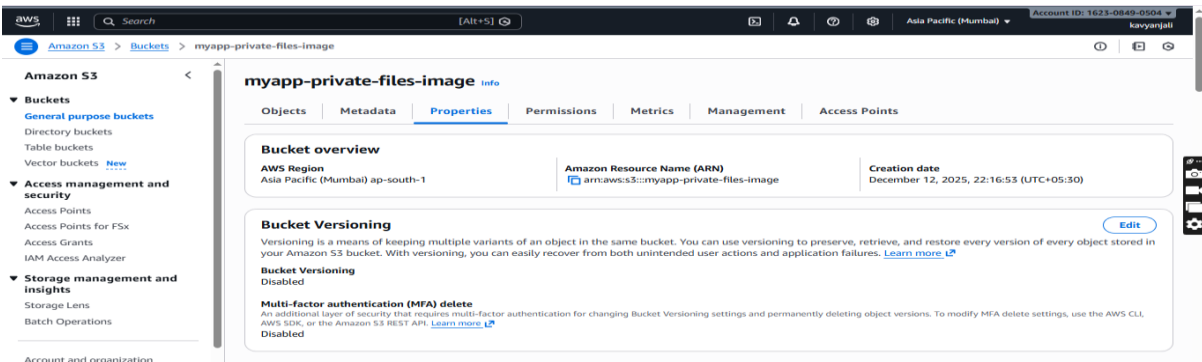 aws
Search
[Alt+S]
Asia Pacific (Mumbai)
Account ID: 1623-0849-0504
kavyanjali
Amazon S3 > Buckets > myapp-private-files-image
Amazon S3
Buckets
General purpose buckets
Directory buckets
Table buckets
Vector buckets New
Access management and
security
Access Points
Access Points for FSx
Access Grants
IAM Access Analyzer
Storage management and
insights
Storage Lens
Batch Operations
Account and organization
myapp-private-files-image Info
Objects Metadata Properties Permissions Metrics Management Access Points
Bucket overview
AWS Region
Asia Pacific (Mumbai) ap-south-1
Amazon Resource Name (ARN)
arn:aws:s3:::myapp-private-files-image
Creation date
December 12, 2025, 22:16:53 (UTC+05:30)
Bucket Versioning
Edit
Versioning is a means of keeping multiple variants of an object in the same bucket. You can use versioning to preserve, retrieve, and restore every version of every object stored in
your Amazon S3 bucket. With versioning, you can easily recover from both unintended user actions and application failures. Learn more
Bucket Versioning
Disabled
Multi-factor authentication (MFA) delete
An additional layer of security that requires multi-factor authentication for changing Bucket Versioning settings and permanently deleting object versions. To modify MFA delete settings, use the AWS CLI,
AWS SDK, or the Amazon S3 REST API. Learn more
Disabled